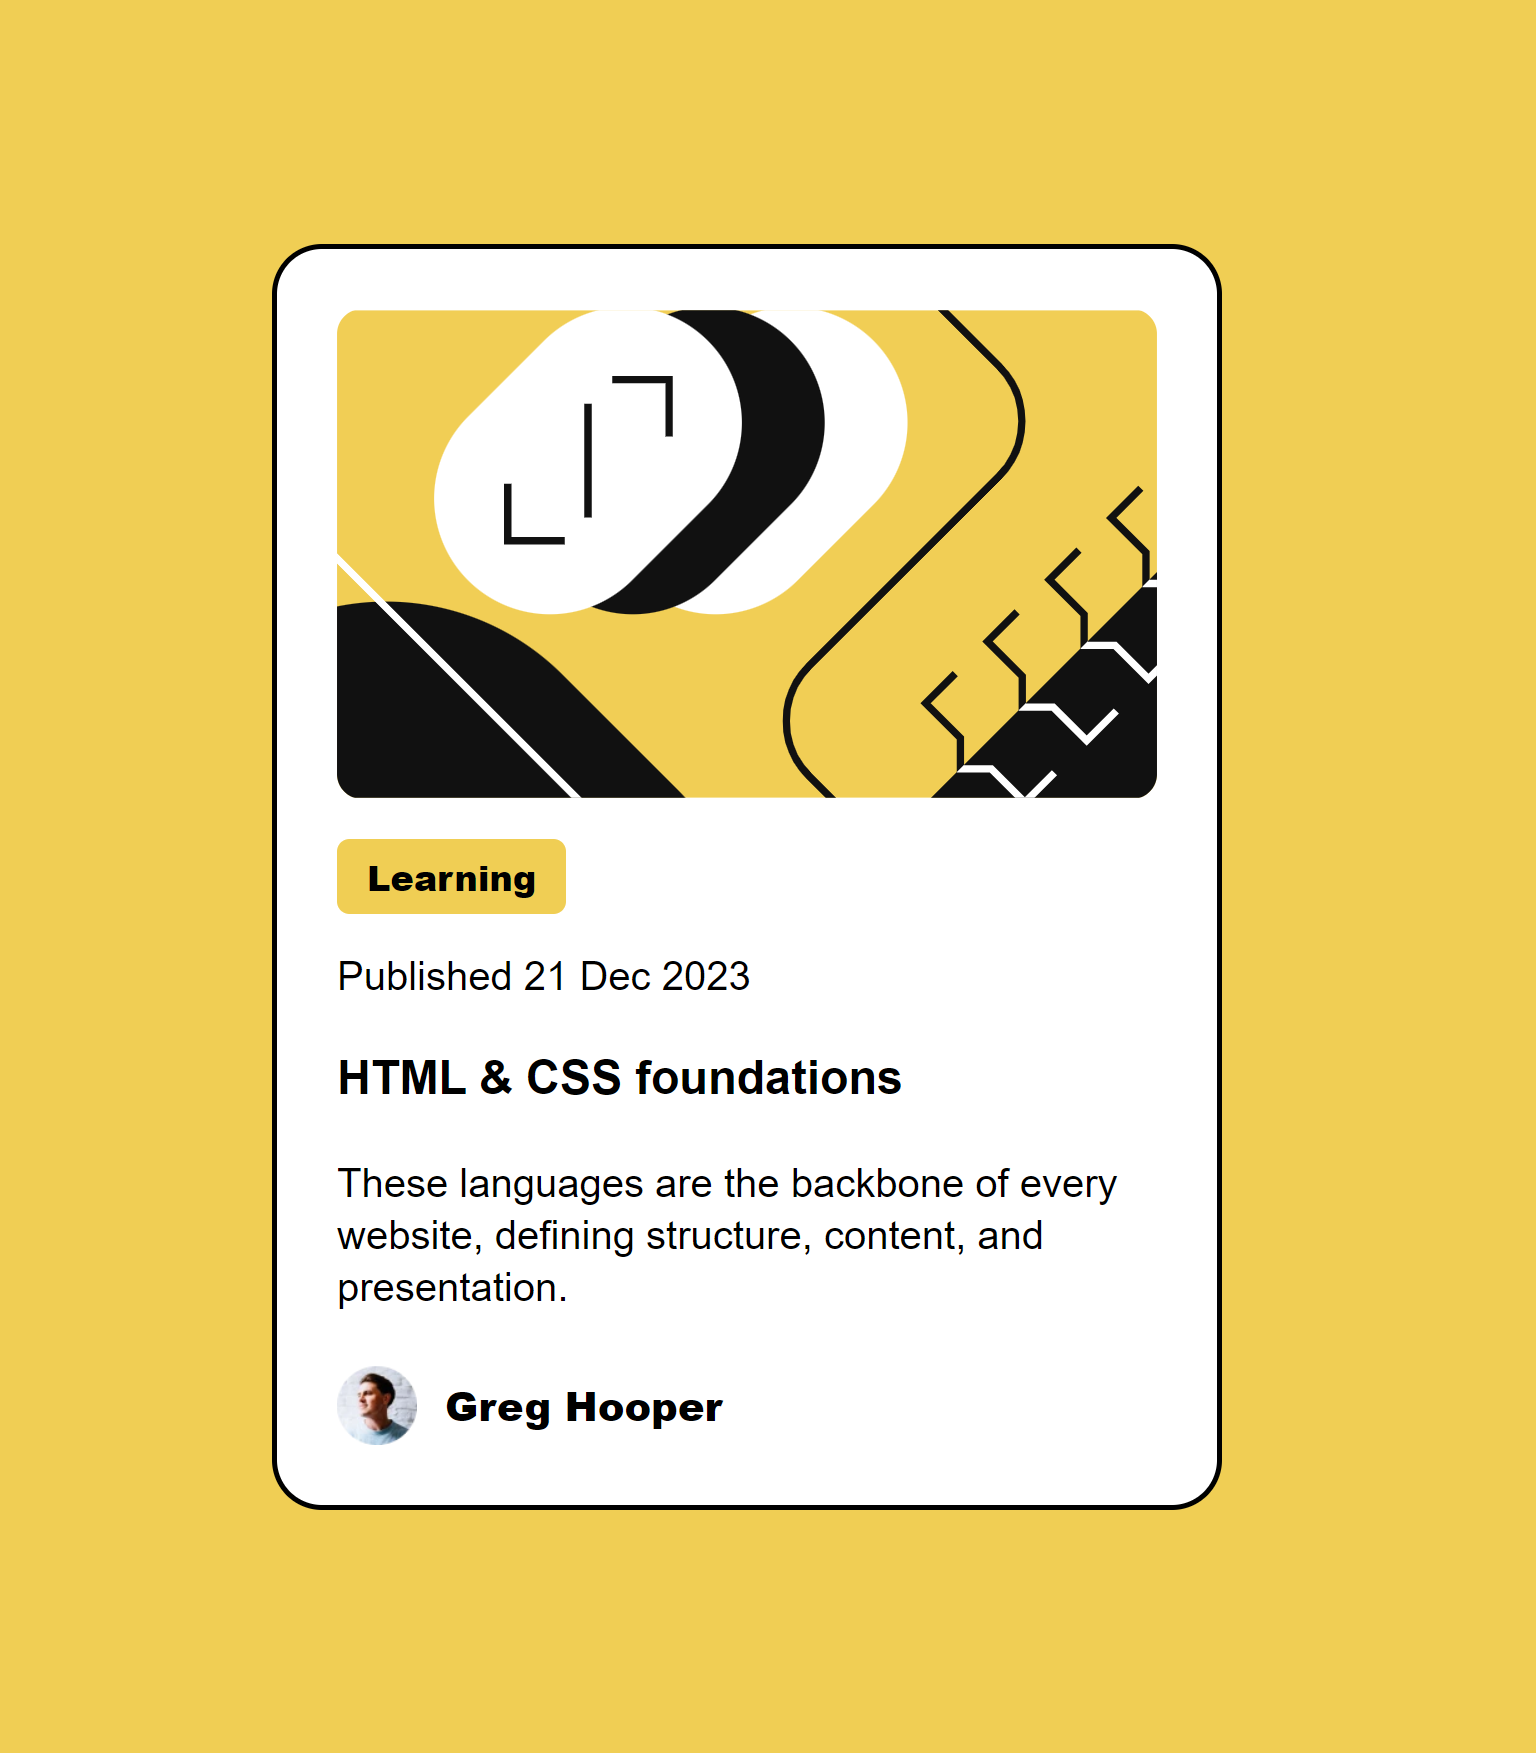 Learning
Published 21 Dec 2023
HTML & CSS foundations
These languages are the backbone of every
website, defining structure, content, and
presentation.
Greg Hooper